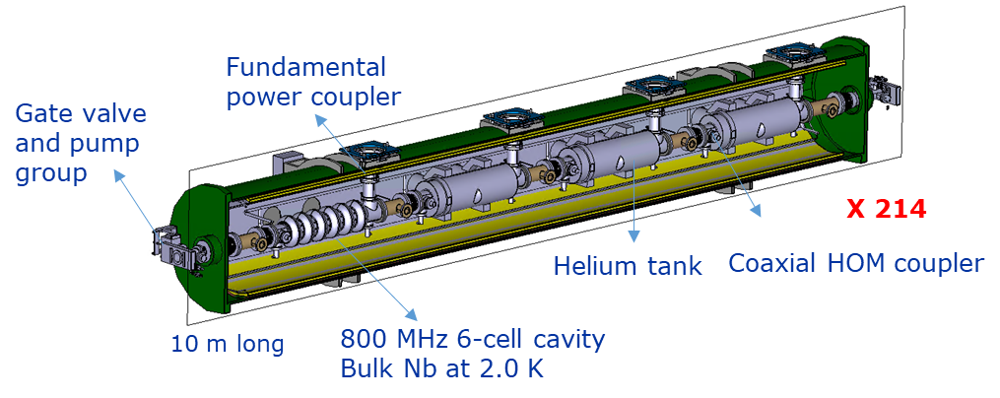 Fundamental
power coupler
Gate valve
and pump
group
X 214
Helium tank
Coaxial HOM coupler
10 m long
800 MHz 6-cell cavity
Bulk Nb at 2.0 K